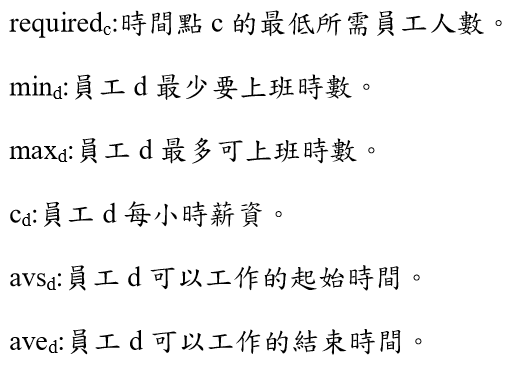 required_c:時間點 c 的最低所需員工人數。
min_d:員工 d 最少要上班時數。
max_d:員工 d 最多可上班時數。
c_d:員工 d 每小時薪資。
avs_d:員工 d 可以工作的起始時間。
ave_d:員工 d 可以工作的結束時間。